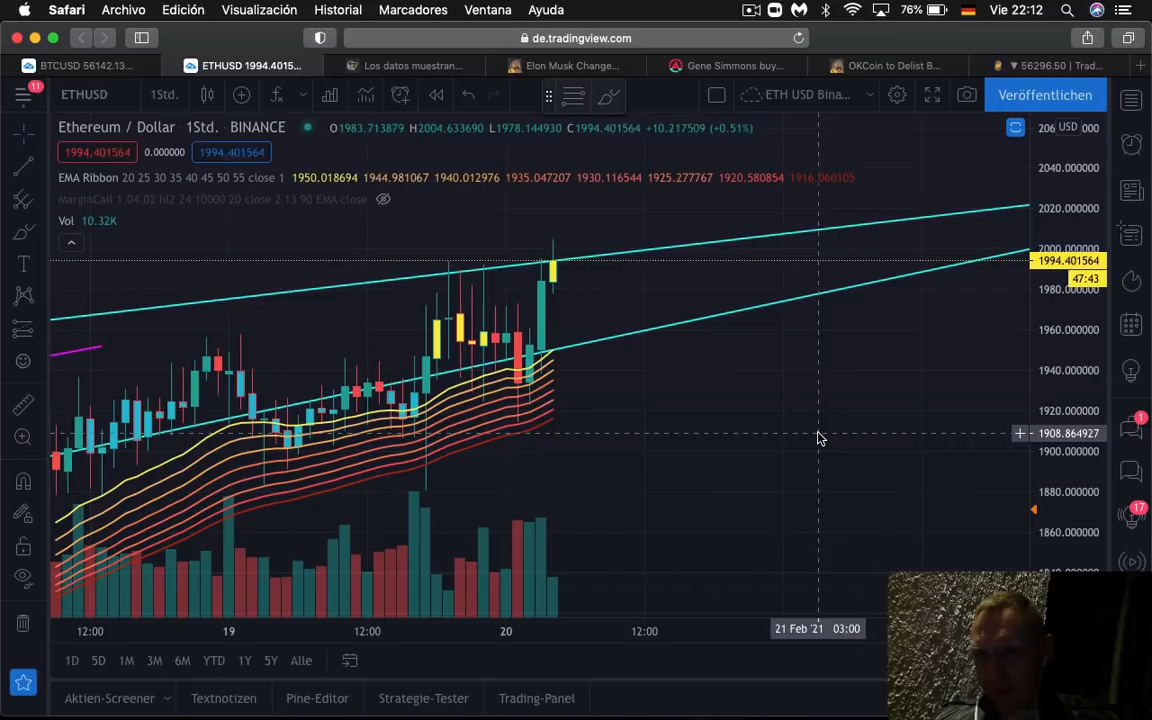 Safari Archivo Edición Visualización Historial Marcadores Ventana Ayuda 76% Vie 22:12
de.tradingview.com
BTCUSD 56142.13... ETHUSD 1994.4015... Los datos muestran... Elon Musk Change... Gene Simmons buy... OKCoin to Delist B... ▼ 56296.50 | Trad...
11 ETHUSD 1Std. ETH USD Bina... Veröffentlichen
Ethereum / Dollar 1Std. BINANCE O1983.713879 H2004.633690 L1978.144930 C1994.401564 +10.217509 (+0.51%) USD
1994.401564 0.000000 1994.401564
EMA Ribbon 20 25 30 35 40 45 50 55 close 1 1950.018694 1944.981067 1940.012976 1935.047207 1930.116544 1925.277767 1920.580854 1916.060105
MarginCall 1.04.02 hl2 24 10000 20 close 2 13 90 EMA close
Vol 10.32K
2040.000000
2020.000000
2000.000000
1994.401564
47:43
1980.000000
1960.000000
1940.000000
1920.000000
1 1908.864927
1900.000000
1880.000000
17
1860.000000
12:00 19 12:00 20 12:00 21 Feb '21 03:00
1D 5D 1M 3M 6M YTD 1Y 5Y Alle
Aktien-Screener Textnotizen Pine-Editor Strategie-Tester Trading-Panel